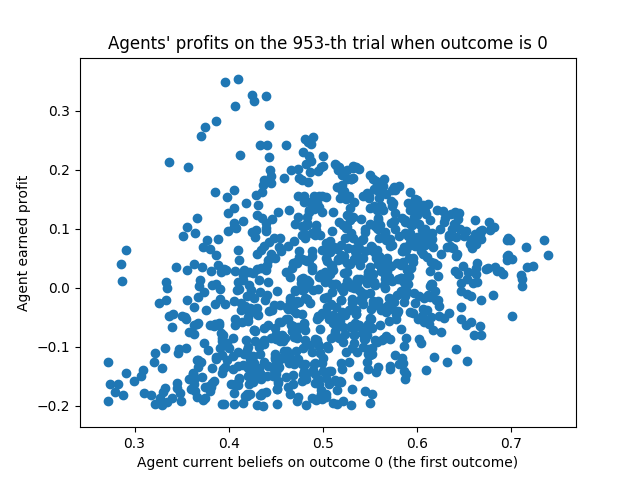 Agents' profits on the 953-th trial when outcome is 0
Agent earned profit
0.3
0.2
0.1
0.0
−0.1
−0.2
0.3 0.4 0.5 0.6 0.7
Agent current beliefs on outcome 0 (the first outcome)